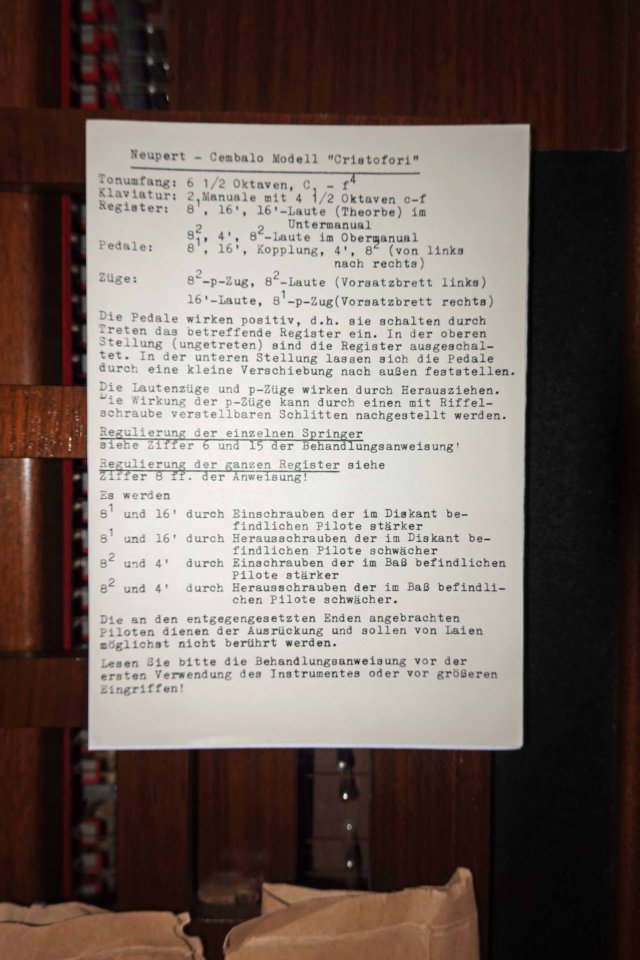 Neupert - Cembalo Modell "Cristofori"
Tonumfang: 6 1/2 Oktaven, C₁ - f⁴
Klaviatur: 2 Manuale mit 4 1/2 Oktaven c-f
Register: 8', 16', 16'-Laute (Theorbe) im
Untermanual
8², 4', 8²-Laute im Obermanual
Pedale: 8¹, 16', Kopplung, 4', 8² (von links
nach rechts)
Züge: 8²-p-Zug, 8²-Laute (Vorsatzbrett links)
16'-Laute, 8¹-p-Zug(Vorsatzbrett rechts)
Die Pedale wirken positiv, d.h. sie schalten durch
Treten das betreffende Register ein. In der oberen
Stellung (ungetreten) sind die Register ausgeschal-
tet. In der unteren Stellung lassen sich die Pedale
durch eine kleine Verschiebung nach außen feststellen.
Die Lautenzüge und p-Züge wirken durch Herausziehen.
Die Wirkung der p-Züge kann durch einen mit Riffel-
schraube verstellbaren Schlitten nachgestellt werden.
Regulierung der einzelnen Springer
siehe Ziffer 6 und 15 der Behandlungsanweisung!
Regulierung der ganzen Register siehe
Ziffer 8 ff. der Anweisung!
Es werden
8¹ und 16' durch Einschrauben der im Diskant be-
findlichen Pilote stärker
8¹ und 16' durch Herausschrauben der im Diskant be-
findlichen Pilote schwächer
8² und 4' durch Einschrauben der im Baß befindlichen
Pilote stärker
8² und 4' durch Herausschrauben der im Baß befindli-
chen Pilote schwächer.
Die an den entgegengesetzten Enden angebrachten
Piloten dienen der Ausrückung und sollen von Laien
möglichst nicht berührt werden.
Lesen Sie bitte die Behandlungsanweisung vor der
ersten Verwendung des Instrumentes oder vor größeren
Eingriffen!